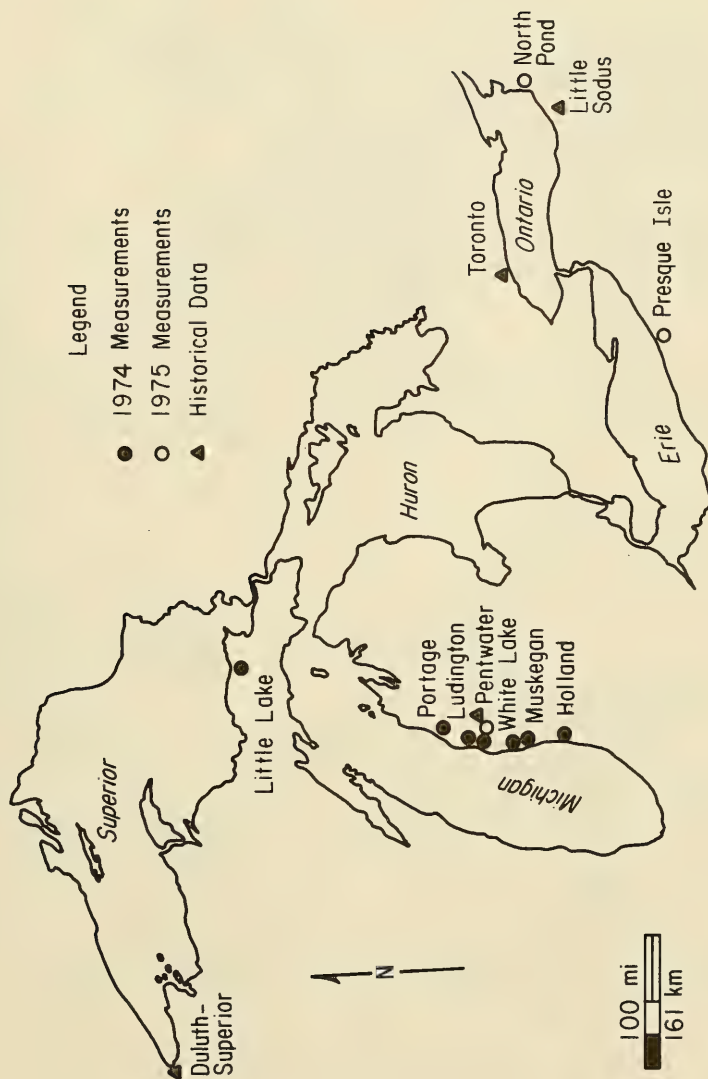 Legend
1974 Measurements
1975 Measurements
Historical Data
Superior
Duluth-
Superior
Little Lake
Huron
Portage
Ludington
Pentwater
White Lake
Muskegan
Holland
Michigan
Toronto
Ontario
North
Pond
Little
Sodus
Erie
Presque Isle
N
100 mi
161 km